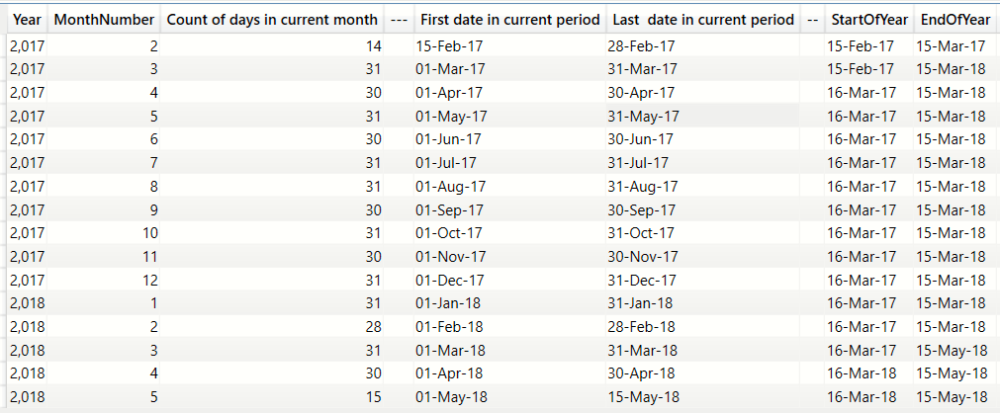 Year MonthNumber Count of days in current month --- First date in current period Last date in current period -- StartOfYear EndOfYear
2,017 2 14 15-Feb-17 28-Feb-17 15-Feb-17 15-Mar-17
2,017 3 31 01-Mar-17 31-Mar-17 15-Feb-17 15-Mar-18
2,017 4 30 01-Apr-17 30-Apr-17 16-Mar-17 15-Mar-18
2,017 5 31 01-May-17 31-May-17 16-Mar-17 15-Mar-18
2,017 6 30 01-Jun-17 30-Jun-17 16-Mar-17 15-Mar-18
2,017 7 31 01-Jul-17 31-Jul-17 16-Mar-17 15-Mar-18
2,017 8 31 01-Aug-17 31-Aug-17 16-Mar-17 15-Mar-18
2,017 9 30 01-Sep-17 30-Sep-17 16-Mar-17 15-Mar-18
2,017 10 31 01-Oct-17 31-Oct-17 16-Mar-17 15-Mar-18
2,017 11 30 01-Nov-17 30-Nov-17 16-Mar-17 15-Mar-18
2,017 12 31 01-Dec-17 31-Dec-17 16-Mar-17 15-Mar-18
2,018 1 31 01-Jan-18 31-Jan-18 16-Mar-17 15-Mar-18
2,018 2 28 01-Feb-18 28-Feb-18 16-Mar-17 15-Mar-18
2,018 3 31 01-Mar-18 31-Mar-18 16-Mar-17 15-May-18
2,018 4 30 01-Apr-18 30-Apr-18 16-Mar-18 15-May-18
2,018 5 15 01-May-18 15-May-18 16-Mar-18 15-May-18